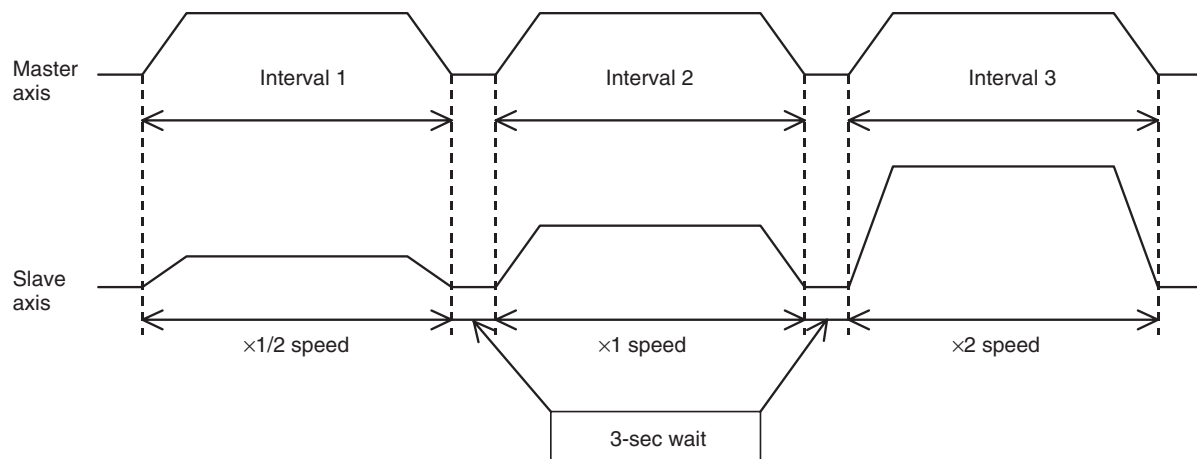 Master
axis
Interval 1
Interval 2
Interval 3
Slave
axis
×1/2 speed
×1 speed
×2 speed
3-sec wait